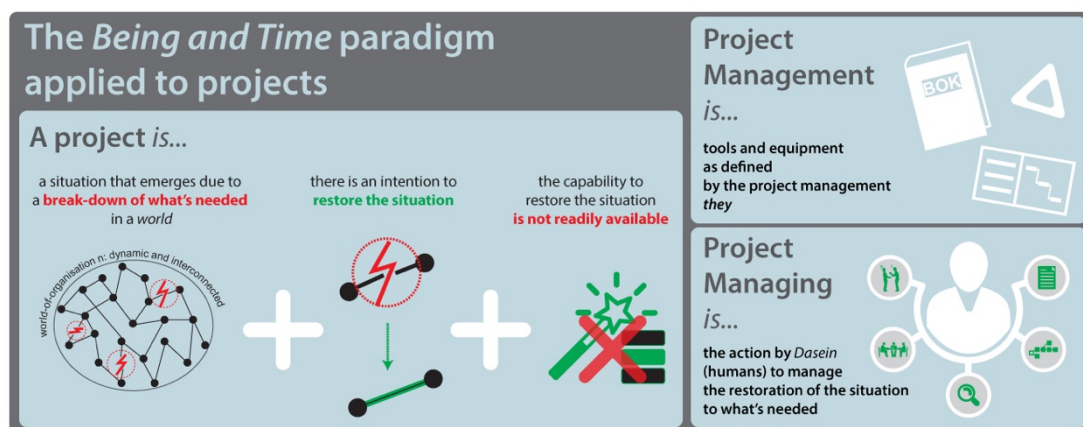 The Being and Time paradigm
applied to projects
A project is...
a situation that emerges due to
a break-down of what's needed
in a world
world-of-organisation n: dynamic and interconnected
there is an intention to
restore the situation
the capability to
restore the situation
is not readily available
Project
Management
is...
BOK
tools and equipment
as defined
by the project management
they
Project
Managing
is...
the action by Dasein
(humans) to manage
the restoration of the situation
to what's needed